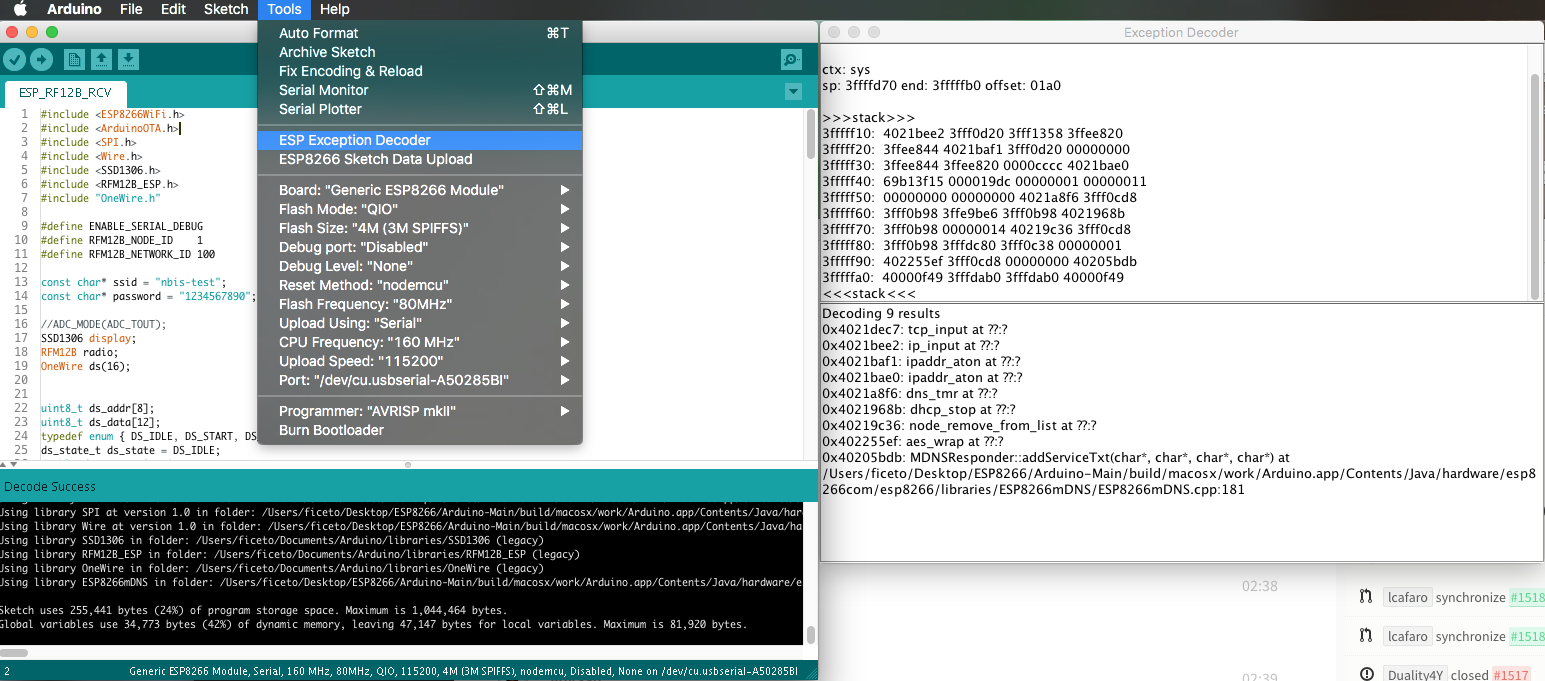 Arduino File Edit Sketch Tools Help
ESP_RF12B_RCV
1 #include <ESP8266WiFi.h>
2 #include <ArduinoOTA.h>
3 #include <SPI.h>
4 #include <Wire.h>
5 #include <SSD1306.h>
6 #include <RFM12B_ESP.h>
7 #include "OneWire.h"
8
9 #define ENABLE_SERIAL_DEBUG
10 #define RFM12B_NODE_ID 1
11 #define RFM12B_NETWORK_ID 100
12
13 const char* ssid = "nbis-test";
14 const char* password = "1234567890";
15
16 //ADC_MODE(ADC_TOUT);
17 SSD1306 display;
18 RFM12B radio;
19 OneWire ds(16);
20
21
22 uint8_t ds_addr[8];
23 uint8_t ds_data[12];
24 typedef enum { DS_IDLE, DS_START, DS_
25 ds_state_t ds_state = DS_IDLE;
Auto Format ⌘T
Archive Sketch
Fix Encoding & Reload
Serial Monitor ⇧⌘M
Serial Plotter ⇧⌘L
ESP Exception Decoder
ESP8266 Sketch Data Upload
Board: "Generic ESP8266 Module"
Flash Mode: "QIO"
Flash Size: "4M (3M SPIFFS)"
Debug port: "Disabled"
Debug Level: "None"
Reset Method: "nodemcu"
Flash Frequency: "80MHz"
Upload Using: "Serial"
CPU Frequency: "160 MHz"
Upload Speed: "115200"
Port: "/dev/cu.usbserial-A50285BI"
Programmer: "AVRISP mkII"
Burn Bootloader
Decode Success
Using library SPI at version 1.0 in folder: /Users/ficeto/Desktop/ESP8266/Arduino-Main/build/macosx/work/Arduino.app/Contents/Java/har
Using library Wire at version 1.0 in folder: /Users/ficeto/Desktop/ESP8266/Arduino-Main/build/macosx/work/Arduino.app/Contents/Java/ha
Using library SSD1306 in folder: /Users/ficeto/Documents/Arduino/libraries/SSD1306 (legacy)
Using library RFM12B_ESP in folder: /Users/ficeto/Documents/Arduino/libraries/RFM12B_ESP (legacy)
Using library OneWire in folder: /Users/ficeto/Documents/Arduino/libraries/OneWire (legacy)
Using library ESP8266mDNS in folder: /Users/ficeto/Desktop/ESP8266/Arduino-Main/build/macosx/work/Arduino.app/Contents/Java/hardware/e
Sketch uses 255,441 bytes (24%) of program storage space. Maximum is 1,044,464 bytes.
Global variables use 34,773 bytes (42%) of dynamic memory, leaving 47,147 bytes for local variables. Maximum is 81,920 bytes.
2 Generic ESP8266 Module, Serial, 160 MHz, 80MHz, QIO, 115200, 4M (3M SPIFFS), nodemcu, Disabled, None on /dev/cu.usbserial-A50285BI
Exception Decoder
ctx: sys
sp: 3ffffd70 end: 3fffffb0 offset: 01a0
>>>stack>>>
3fffff10: 4021bee2 3fff0d20 3fff1358 3ffee820
3fffff20: 3ffee844 4021baf1 3fff0d20 00000000
3fffff30: 3ffee844 3ffee820 0000cccc 4021bae0
3fffff40: 69b13f15 000019dc 00000001 00000011
3fffff50: 00000000 00000000 4021a8f6 3fff0cd8
3fffff60: 3fff0b98 3ffe9be6 3fff0b98 4021968b
3fffff70: 3fff0b98 00000014 40219c36 3fff0cd8
3fffff80: 3fff0b98 3fffdc80 3fff0c38 00000001
3fffff90: 402255ef 3fff0cd8 00000000 40205bdb
3fffffa0: 40000f49 3fffdab0 3fffdab0 40000f49
<<<stack<<<
Decoding 9 results
0x4021dec7: tcp_input at ??:?
0x4021bee2: ip_input at ??:?
0x4021baf1: ipaddr_aton at ??:?
0x4021bae0: ipaddr_aton at ??:?
0x4021a8f6: dns_tmr at ??:?
0x4021968b: dhcp_stop at ??:?
0x40219c36: node_remove_from_list at ??:?
0x402255ef: aes_wrap at ??:?
0x40205bdb: MDNSResponder::addServiceTxt(char*, char*, char*, char*) at
/Users/ficeto/Desktop/ESP8266/Arduino-Main/build/macosx/work/Arduino.app/Contents/Java/hardware/esp8
266com/esp8266/libraries/ESP8266mDNS/ESP8266mDNS.cpp:181
02:38
lcafaro synchronize #1518
lcafaro synchronize #1518
02:39
Duality4Y closed #1517